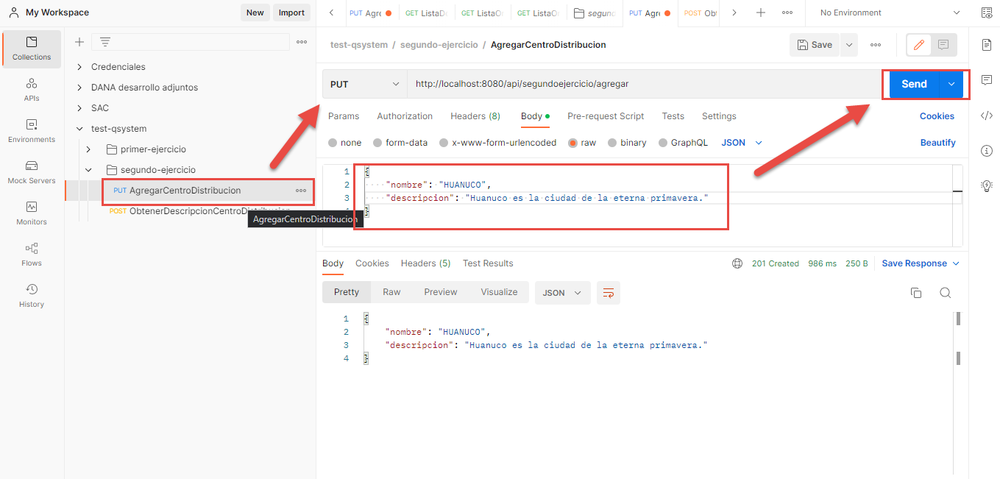 My Workspace
New
Import
PUT Agre
GET ListaDe
GET ListaO
GET ListaO
segund
PUT Agre
POST Obt
No Environment
Collections
APIs
Environments
Mock Servers
Monitors
Flows
History
Credenciales
DANA desarrollo adjuntos
SAC
test-qsystem
primer-ejercicio
segundo-ejercicio
PUT AgregarCentroDistribucion
POST ObtenerDescripcionCentroDistribucion
AgregarCentroDistribucion
test-qsystem / segundo-ejercicio / AgregarCentroDistribucion
Save
PUT
http://localhost:8080/api/segundoejercicio/agregar
Send
Params Authorization Headers (8) Body Pre-request Script Tests Settings
Cookies
none form-data x-www-form-urlencoded raw binary GraphQL JSON
Beautify
1 {
2 "nombre": "HUANUCO",
3 "descripcion": "Huanuco es la ciudad de la eterna primavera."
}
Body Cookies Headers (5) Test Results
201 Created 986 ms 250 B Save Response
Pretty Raw Preview Visualize JSON
1 {
2 "nombre": "HUANUCO",
3 "descripcion": "Huanuco es la ciudad de la eterna primavera."
4 }